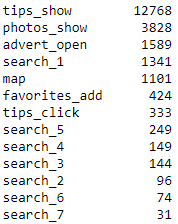 tips_show 12768
photos_show 3828
advert_open 1589
search_1 1341
map 1101
favorites_add 424
tips_click 333
search_5 249
search_4 149
search_3 144
search_2 96
search_6 74
search_7 31